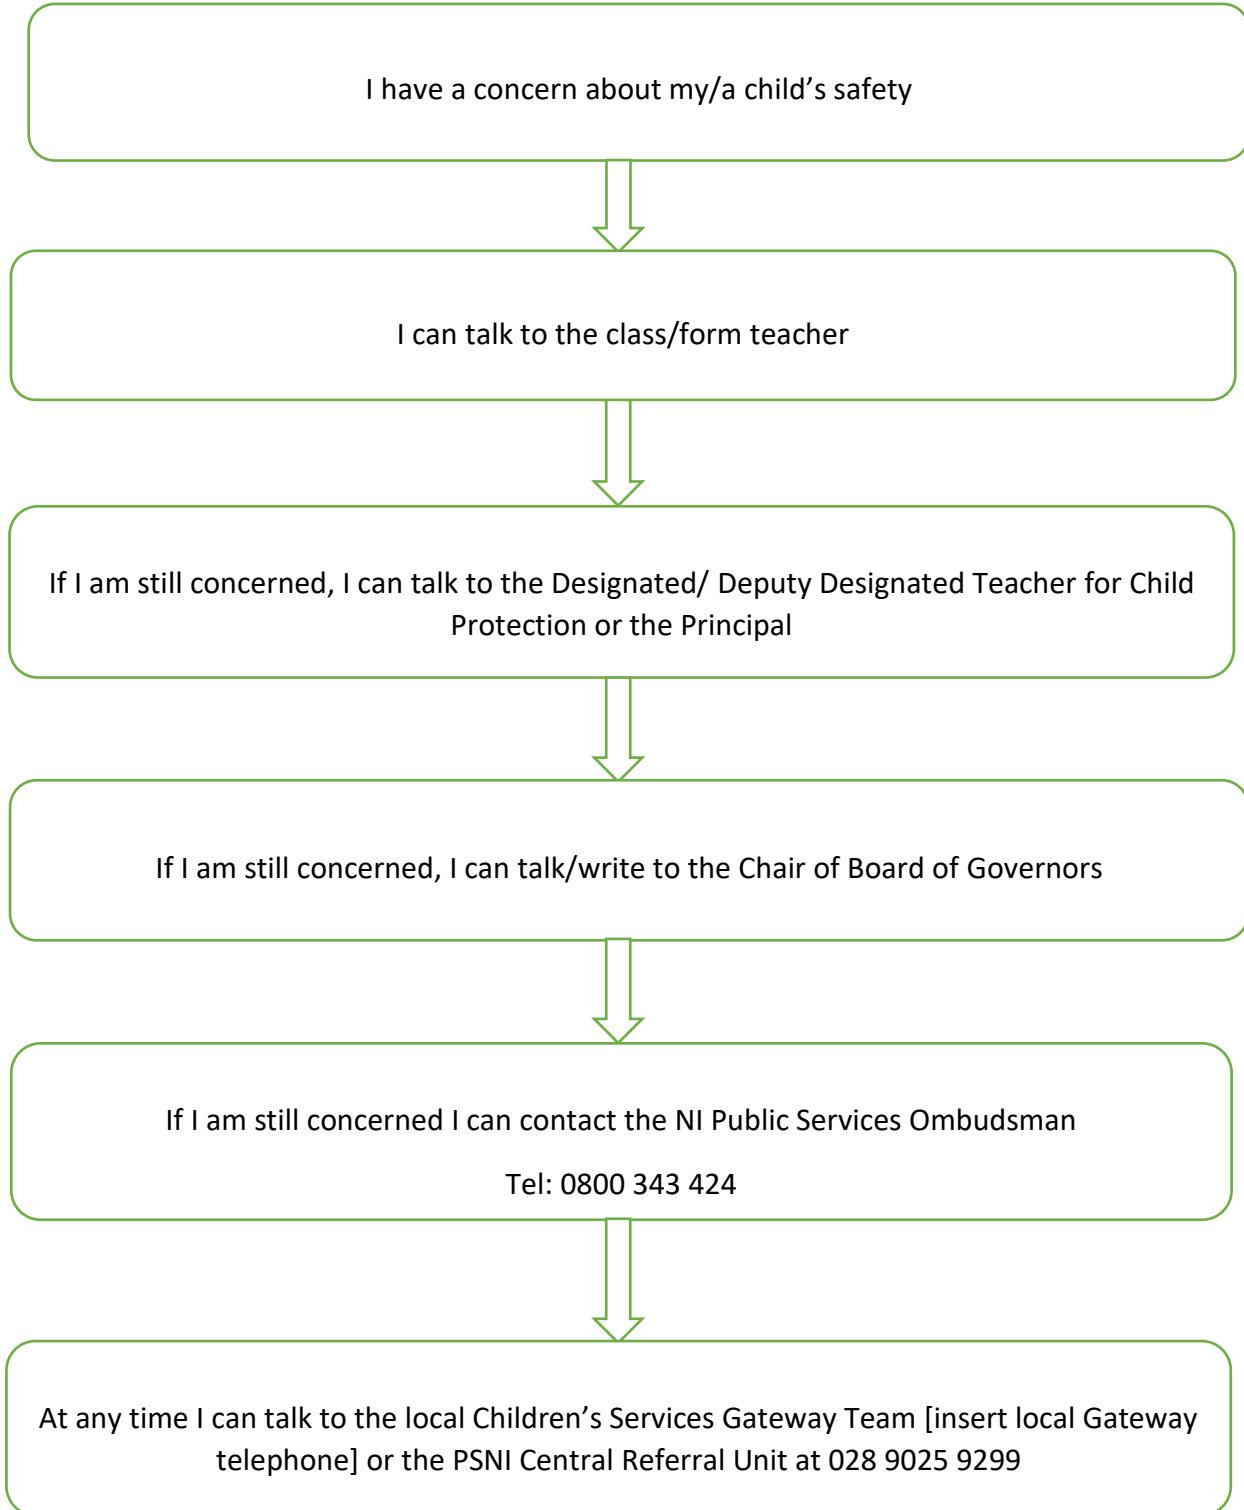 I have a concern about my/a child’s safety
I can talk to the class/form teacher
If I am still concerned, I can talk to the Designated/ Deputy Designated Teacher for Child
Protection or the Principal
If I am still concerned, I can talk/write to the Chair of Board of Governors
If I am still concerned I can contact the NI Public Services Ombudsman
Tel: 0800 343 424
At any time I can talk to the local Children’s Services Gateway Team [insert local Gateway
telephone] or the PSNI Central Referral Unit at 028 9025 9299